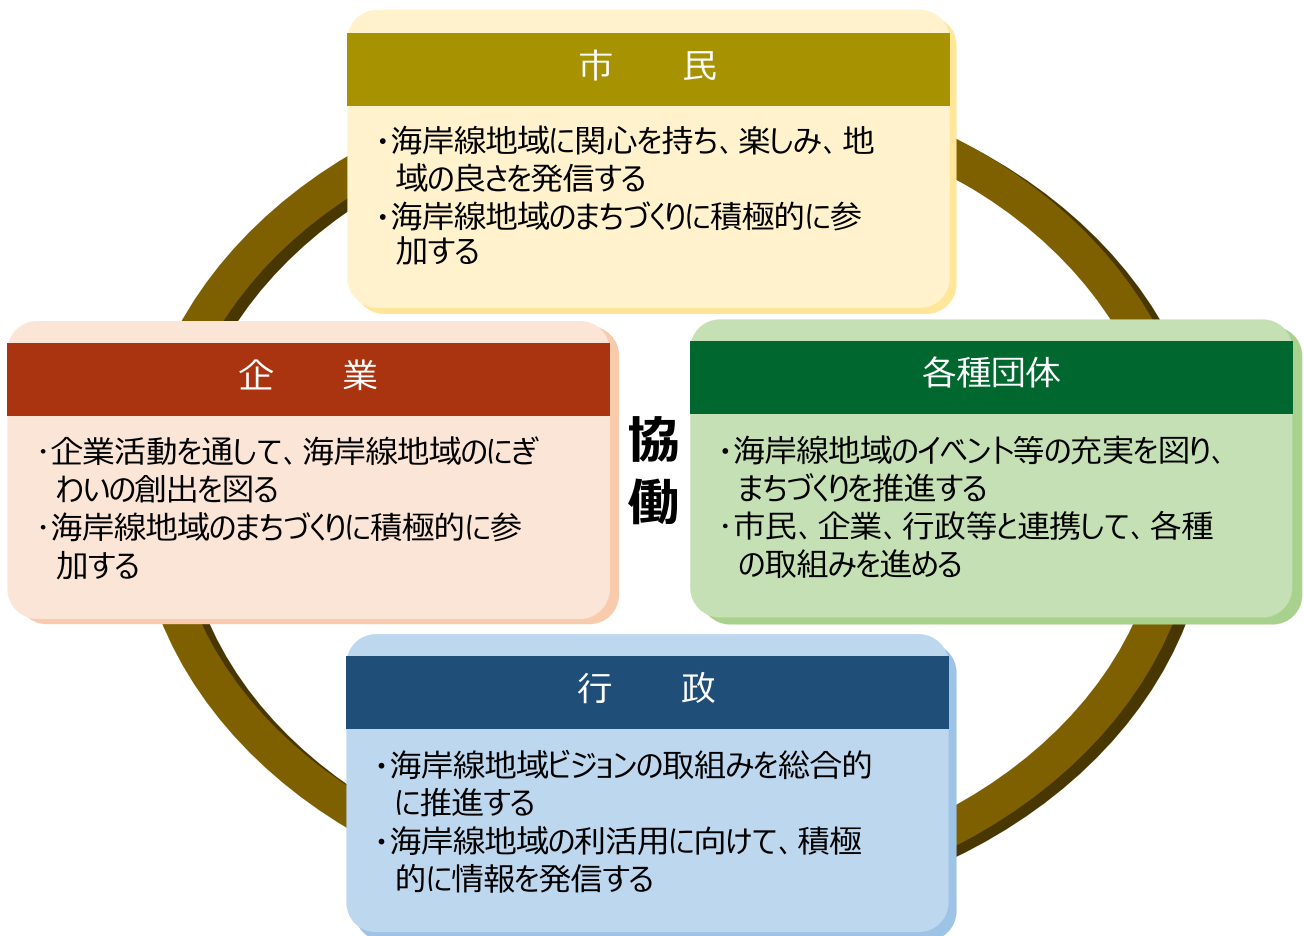 市　　民
・海岸線地域に関心を持ち、楽しみ、地
域の良さを発信する
・海岸線地域のまちづくりに積極的に参
加する
企　　業
・企業活動を通して、海岸線地域のにぎ
わいの創出を図る
・海岸線地域のまちづくりに積極的に参
加する
協
働
各種団体
・海岸線地域のイベント等の充実を図り、
まちづくりを推進する
・市民、企業、行政等と連携して、各種
の取組みを進める
行　　政
・海岸線地域ビジョンの取組みを総合的
に推進する
・海岸線地域の利活用に向けて、積極
的に情報を発信する